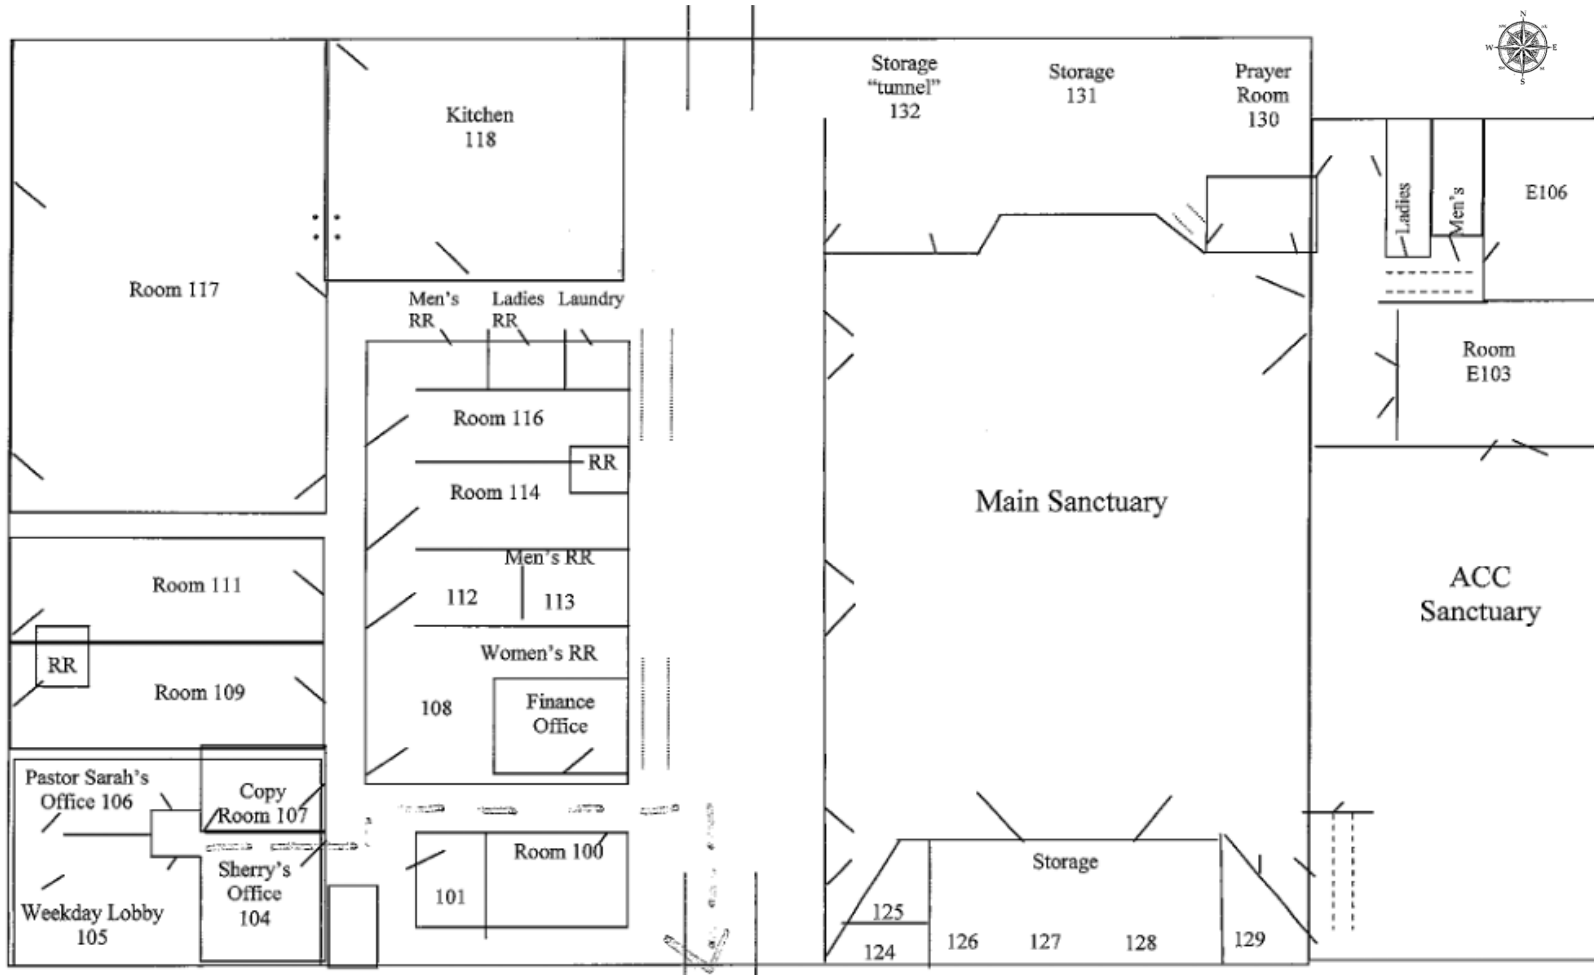 N
W
E
S
Storage
“tunnel”
132
Storage
131
Prayer
Room
130
Kitchen
118
Ladies
Men's
E106
Room 117
Men's
RR
Ladies
RR
Laundry
Room
E103
Room 116
RR
Room 114
Main Sanctuary
Men's RR
112
113
Room 111
ACC
Sanctuary
Women's RR
RR
Room 109
108
Finance
Office
Pastor Sarah's
Office 106
Copy
Room 107
Room 100
Storage
Sherry's
Office
104
101
Weekday Lobby
105
125
124
126
127
128
129